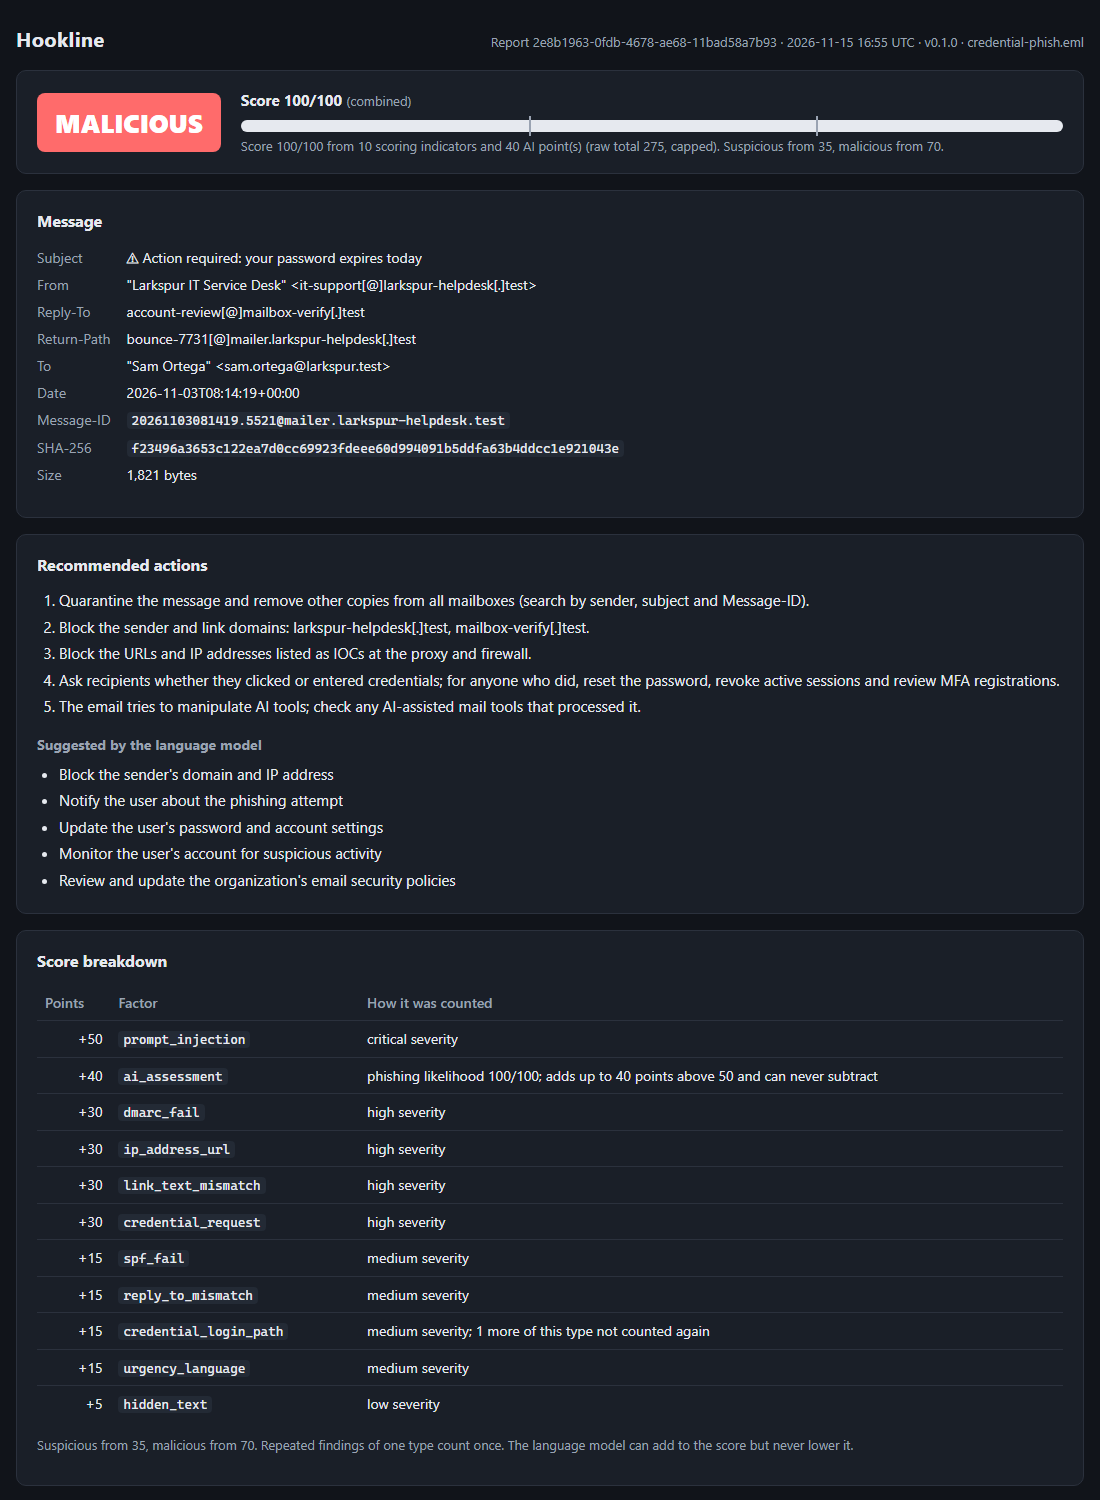 Hookline
Report 2e8b1963-0fdb-4678-ae68-11bad58a7b93 · 2026-11-15 16:55 UTC · v0.1.0 · credential-phish.eml
MALICIOUS
Score 100/100 (combined)
Score 100/100 from 10 scoring indicators and 40 AI point(s) (raw total 275, capped). Suspicious from 35, malicious from 70.
Message
Subject ⚠ Action required: your password expires today
From "Larkspur IT Service Desk" <it-support[@]larkspur-helpdesk[.]test>
Reply-To account-review[@]mailbox-verify[.]test
Return-Path bounce-7731[@]mailer.larkspur-helpdesk[.]test
To "Sam Ortega" <sam.ortega@larkspur.test>
Date 2026-11-03T08:14:19+00:00
Message-ID 20261103081419.5521@mailer.larkspur-helpdesk.test
SHA-256 f23496a3653c122ea7d0cc69923fdeee60d994091b5ddfa63b4ddcc1e921043e
Size 1,821 bytes
Recommended actions
1. Quarantine the message and remove other copies from all mailboxes (search by sender, subject and Message-ID).
2. Block the sender and link domains: larkspur-helpdesk[.]test, mailbox-verify[.]test.
3. Block the URLs and IP addresses listed as IOCs at the proxy and firewall.
4. Ask recipients whether they clicked or entered credentials; for anyone who did, reset the password, revoke active sessions and review MFA registrations.
5. The email tries to manipulate AI tools; check any AI-assisted mail tools that processed it.
Suggested by the language model
• Block the sender's domain and IP address
• Notify the user about the phishing attempt
• Update the user's password and account settings
• Monitor the user's account for suspicious activity
• Review and update the organization's email security policies
Score breakdown
Points Factor How it was counted
+50 prompt_injection critical severity
+40 ai_assessment phishing likelihood 100/100; adds up to 40 points above 50 and can never subtract
+30 dmarc_fail high severity
+30 ip_address_url high severity
+30 link_text_mismatch high severity
+30 credential_request high severity
+15 spf_fail medium severity
+15 reply_to_mismatch medium severity
+15 credential_login_path medium severity; 1 more of this type not counted again
+15 urgency_language medium severity
+5 hidden_text low severity
Suspicious from 35, malicious from 70. Repeated findings of one type count once. The language model can add to the score but never lower it.